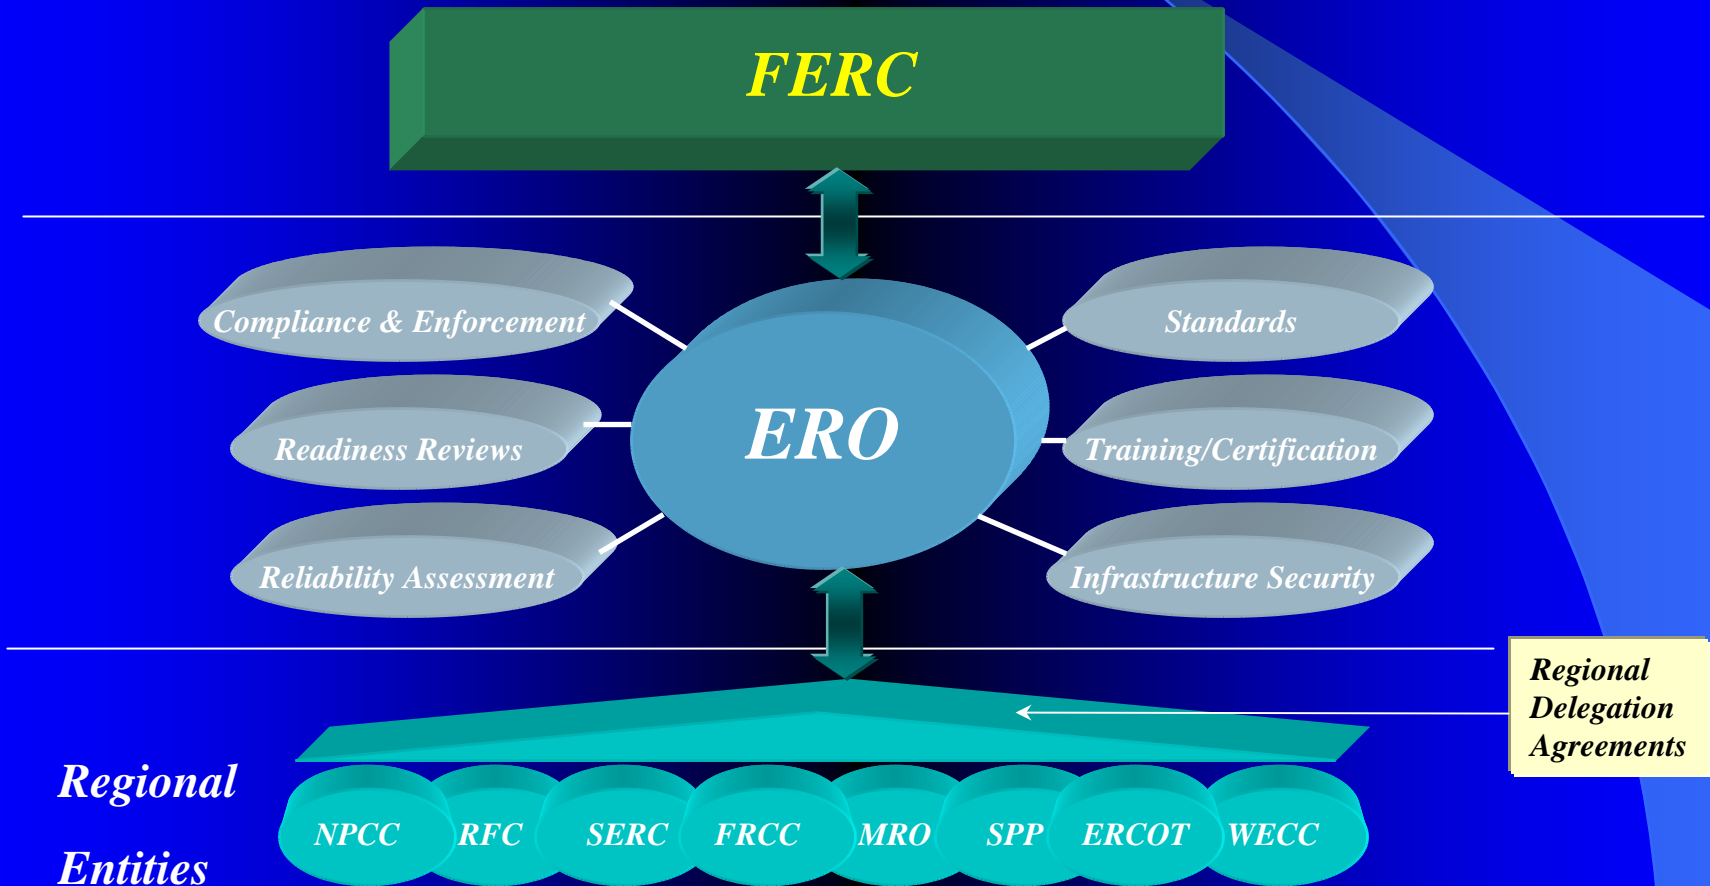 FERC
Compliance & Enforcement
Standards
ERO
Readiness Reviews
Training/Certification
Reliability Assessment
Infrastructure Security
Regional
Delegation
Agreements
Regional
Entities
NPCC RFC SERC FRCC MRO SPP ERCOT WECC